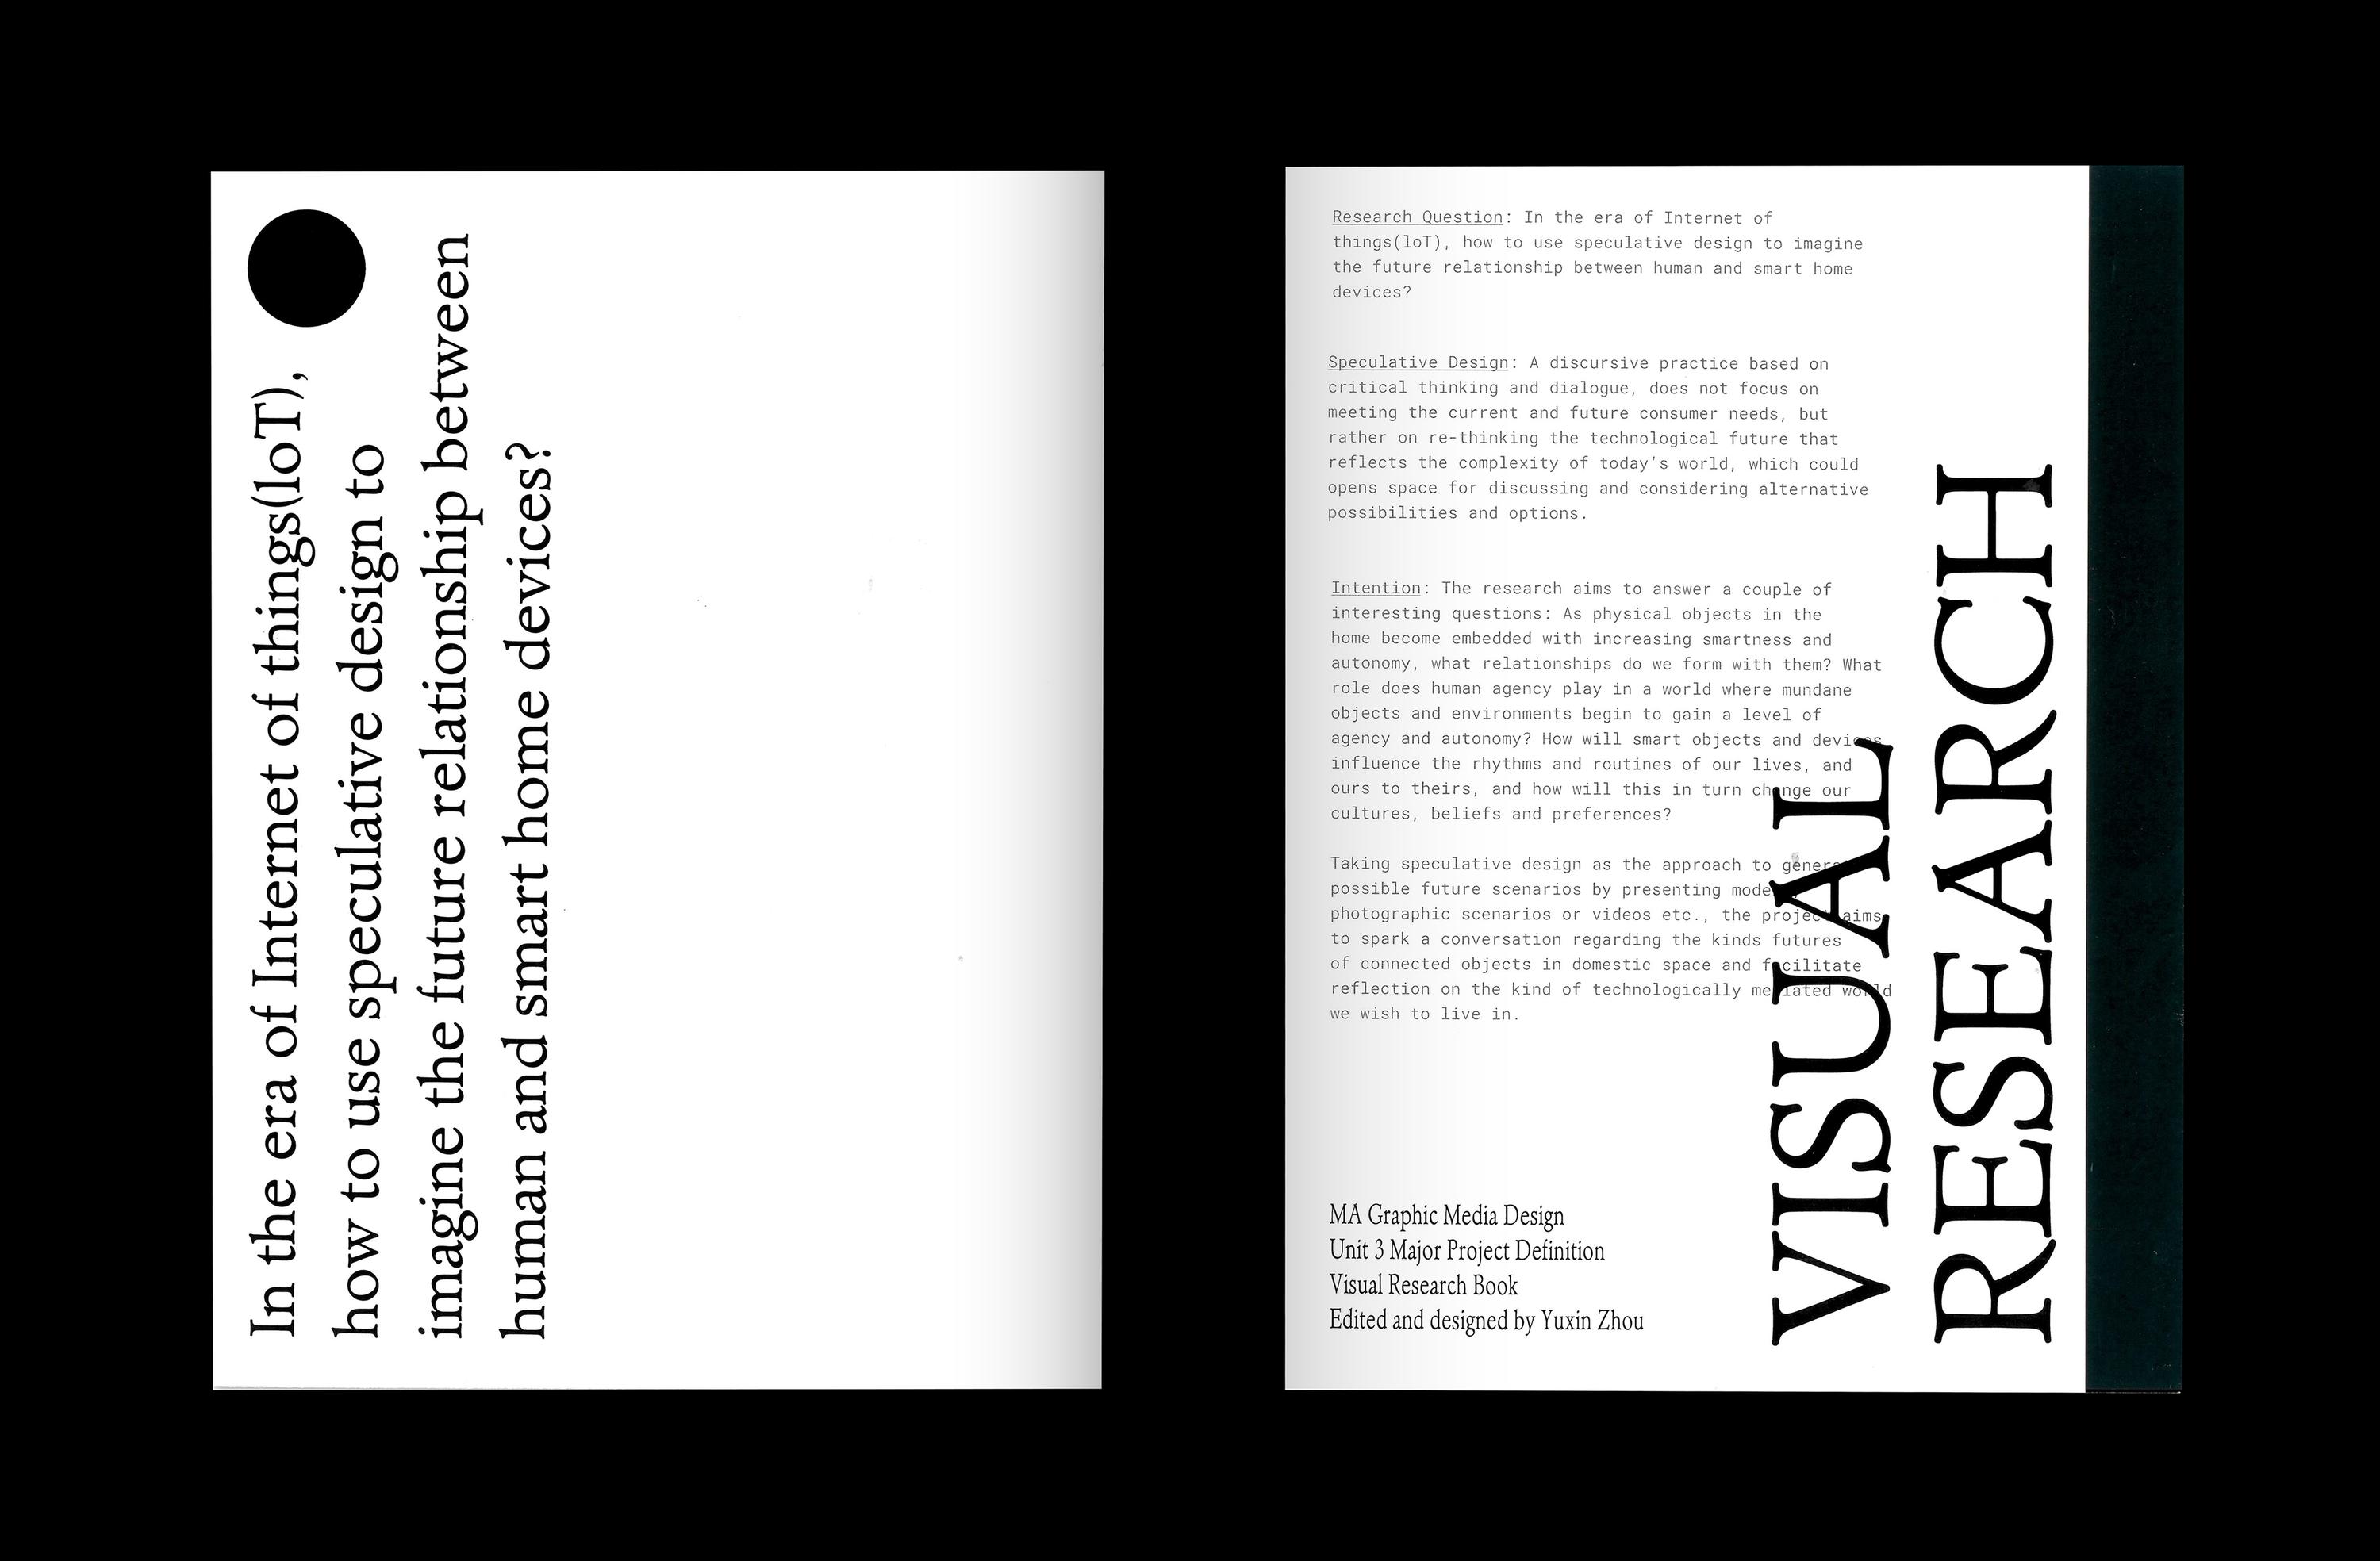 In the era of Internet of things(loT),
how to use speculative design to
imagine the future relationship between
human and smart home devices?
Research Question: In the era of Internet of
things(loT), how to use speculative design to imagine
the future relationship between human and smart home
devices?
Speculative Design: A discursive practice based on
critical thinking and dialogue, does not focus on
meeting the current and future consumer needs, but
rather on re-thinking the technological future that
reflects the complexity of today's world, which could
opens space for discussing and considering alternative
possibilities and options.
Intention: The research aims to answer a couple of
interesting questions: As physical objects in the
home become embedded with increasing smartness and
autonomy, what relationships do we form with them? What
role does human agency play in a world where mundane
objects and environments begin to gain a level of
agency and autonomy? How will smart objects and devices
influence the rhythms and routines of our lives, and
ours to theirs, and how will this in turn change our
cultures, beliefs and preferences?
Taking speculative design as the approach to generate
possible future scenarios by presenting
photographic scenarios or videos etc., the project aims
to spark a conversation regarding the kinds futures
of connected objects in domestic space and facilitate
reflection on the kind of technologically mediated world
we wish to live in.
MA Graphic Media Design
Unit 3 Major Project Definition
Visual Research Book
Edited and designed by Yuxin Zhou
VISUAL
RESEARCH